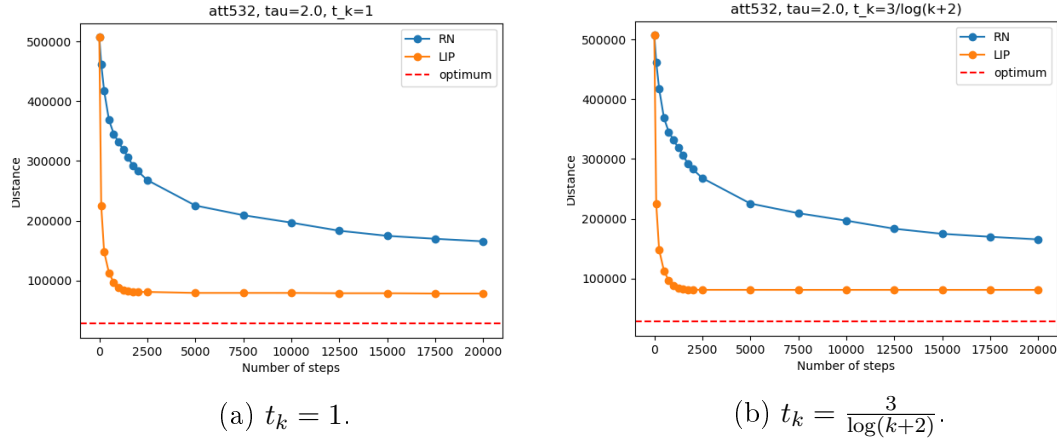 att532, tau=2.0, t_k=1
500000
400000
300000
200000
100000
Distance
RN
LIP
optimum
0 2500 5000 7500 10000 12500 15000 17500 20000
Number of steps
(a) t_k = 1.
att532, tau=2.0, t_k=3/log(k+2)
500000
400000
300000
200000
100000
Distance
RN
LIP
optimum
0 2500 5000 7500 10000 12500 15000 17500 20000
Number of steps
(b) t_k = 3/log(k+2).